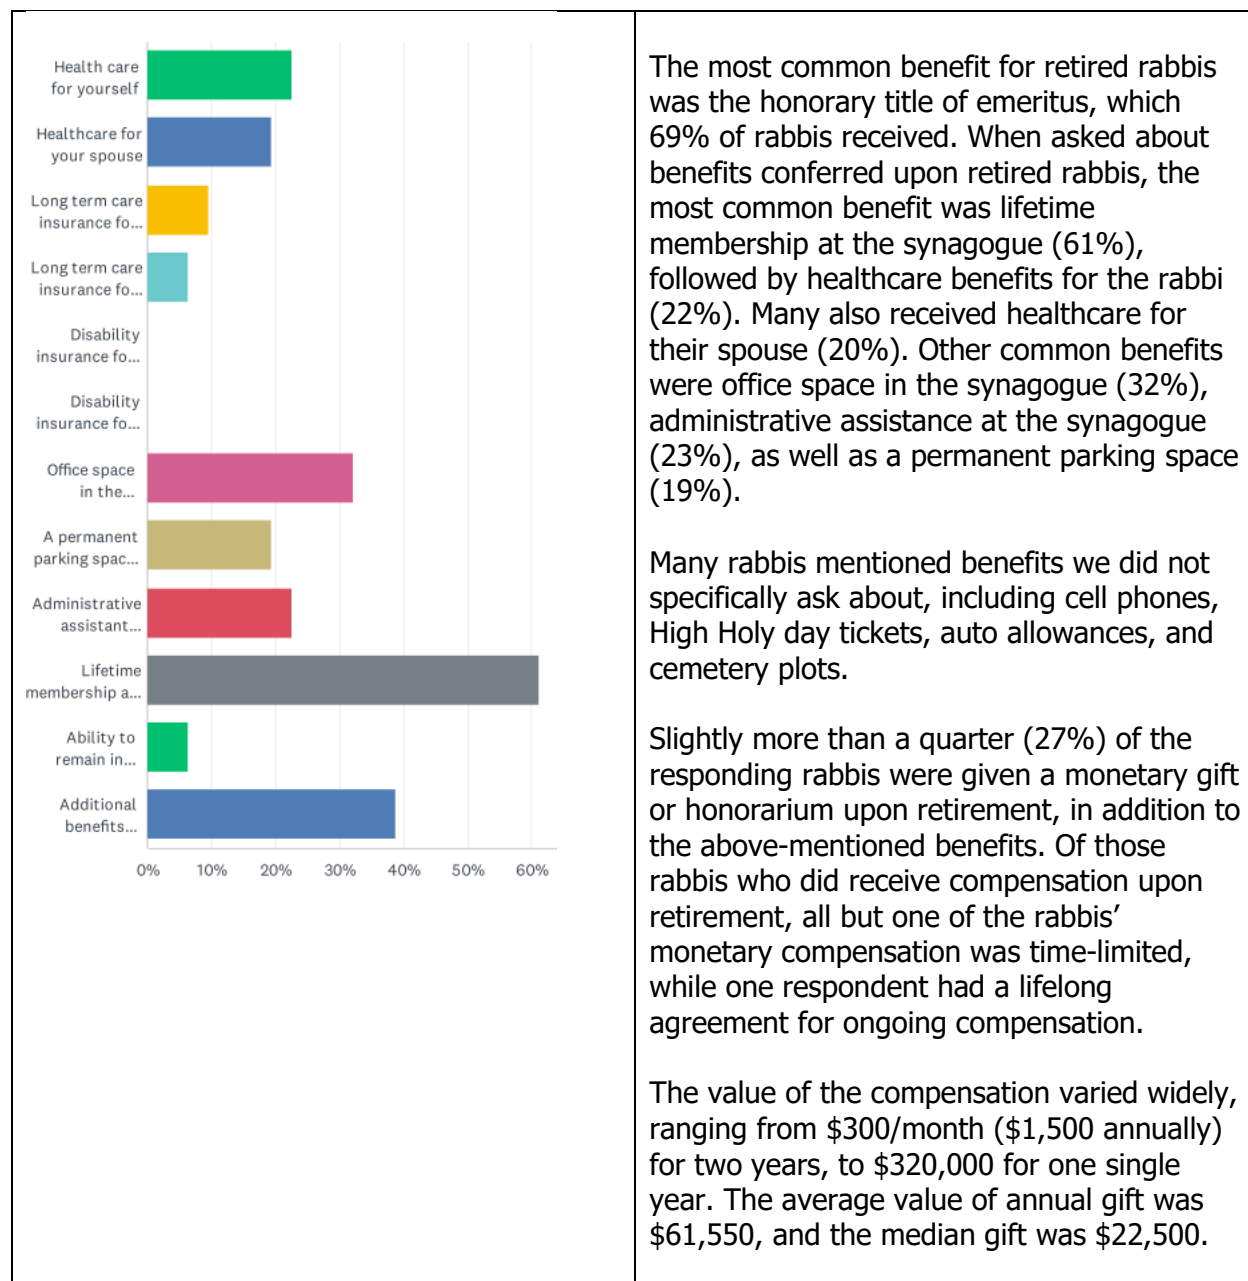 Health care
for yourself
Healthcare for
your spouse
Long term care
insurance fo...
Long term care
insurance fo...
Disability
insurance fo...
Disability
insurance fo...
Office space
in the...
A permanent
parking spac...
Administrative
assistant...
Lifetime
membership a...
Ability to
remain in...
Additional
benefits...
0% 10% 20% 30% 40% 50% 60%
The most common benefit for retired rabbis
was the honorary title of emeritus, which
69% of rabbis received. When asked about
benefits conferred upon retired rabbis, the
most common benefit was lifetime
membership at the synagogue (61%),
followed by healthcare benefits for the rabbi
(22%). Many also received healthcare for
their spouse (20%). Other common benefits
were office space in the synagogue (32%),
administrative assistance at the synagogue
(23%), as well as a permanent parking space
(19%).
Many rabbis mentioned benefits we did not
specifically ask about, including cell phones,
High Holy day tickets, auto allowances, and
cemetery plots.
Slightly more than a quarter (27%) of the
responding rabbis were given a monetary gift
or honorarium upon retirement, in addition to
the above-mentioned benefits. Of those
rabbis who did receive compensation upon
retirement, all but one of the rabbis’
monetary compensation was time-limited,
while one respondent had a lifelong
agreement for ongoing compensation.
The value of the compensation varied widely,
ranging from $300/month ($1,500 annually)
for two years, to $320,000 for one single
year. The average value of annual gift was
$61,550, and the median gift was $22,500.